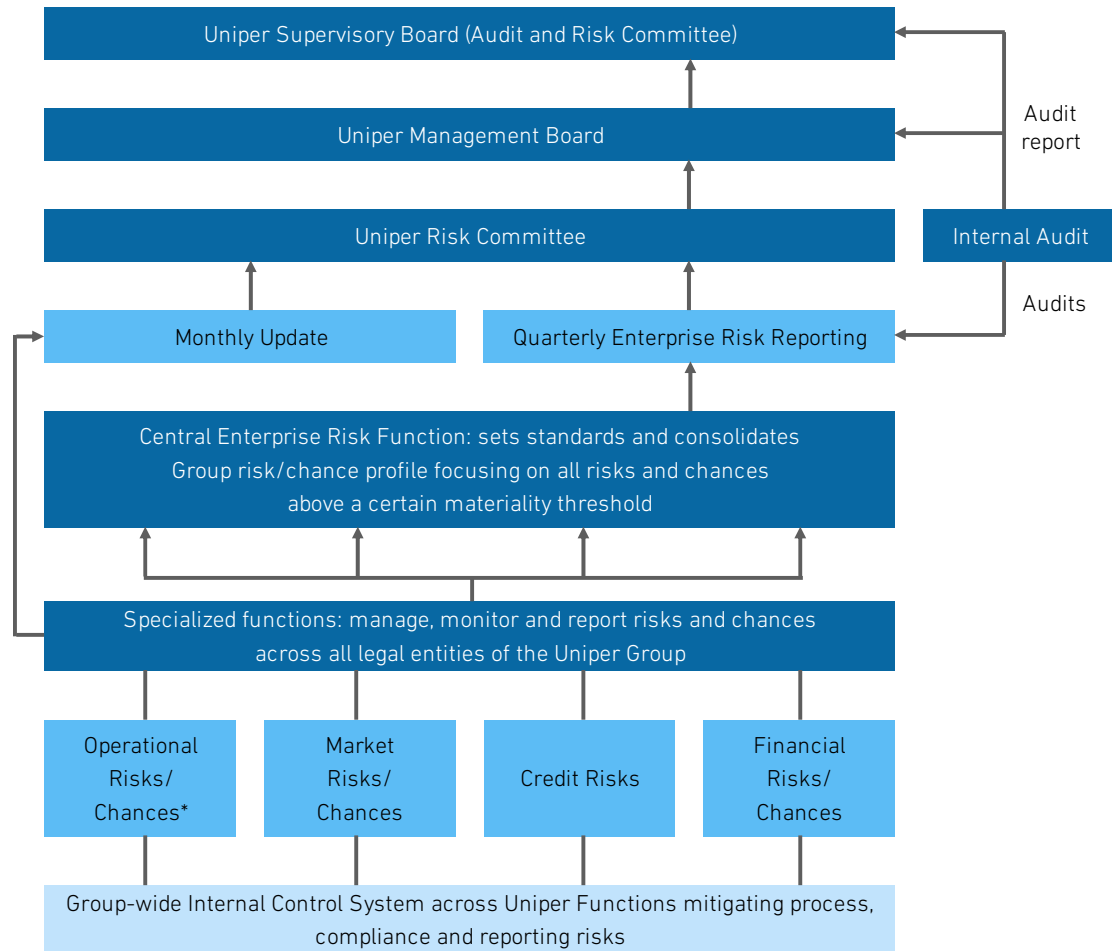 Uniper Supervisory Board (Audit and Risk Committee)
Uniper Management Board
Audit
report
Uniper Risk Committee
Internal Audit
Audits
Monthly Update
Quarterly Enterprise Risk Reporting
Central Enterprise Risk Function: sets standards and consolidates
Group risk/chance profile focusing on all risks and chances
above a certain materiality threshold
Specialized functions: manage, monitor and report risks and chances
across all legal entities of the Uniper Group
Operational
Risks/
Chances*
Market
Risks/
Chances
Credit Risks
Financial
Risks/
Chances
Group-wide Internal Control System across Uniper Functions mitigating process,
compliance and reporting risks